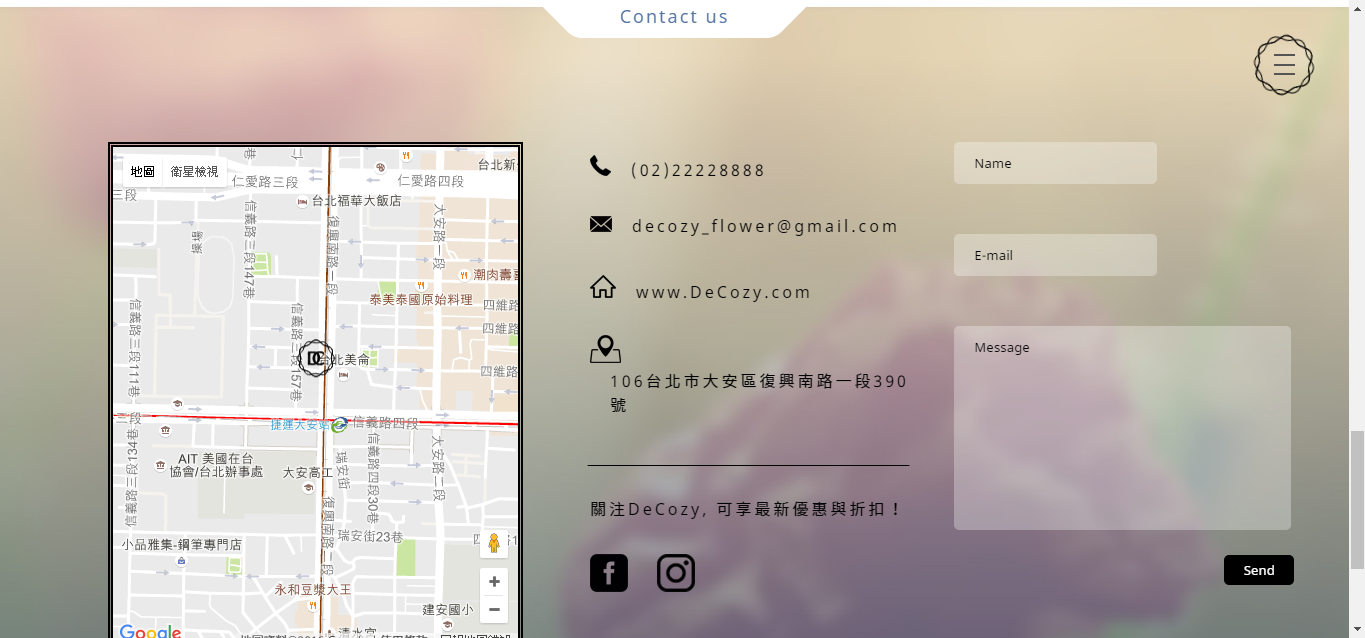 Contact us
地圖
衛星檢視
仁愛路三段
仁愛路四段
台北新
三段
台北福華大飯店
信義路三段147巷
復興南路一段
大安路一段
潮肉壽喜
泰美泰國原始料理
四維路
四維路
四維路
信義路三段111巷
信義路三段157巷
DC
台北美侖
三段
捷運大安站
信義路四段
信義路三段134巷
AIT 美國在台
協會/台北辦事處
大安高工
瑞安街
信義路四段30巷
大安路二段
復興南路二段
瑞安街23巷
小品雅集-鋼筆專門店
永和豆漿大王
建安國小
清水宮
Google
(02)22228888
decozy_flower@gmail.com
www.DeCozy.com
106台北市大安區復興南路一段390
號
關注DeCozy, 可享最新優惠與折扣！
Name
E-mail
Message
Send